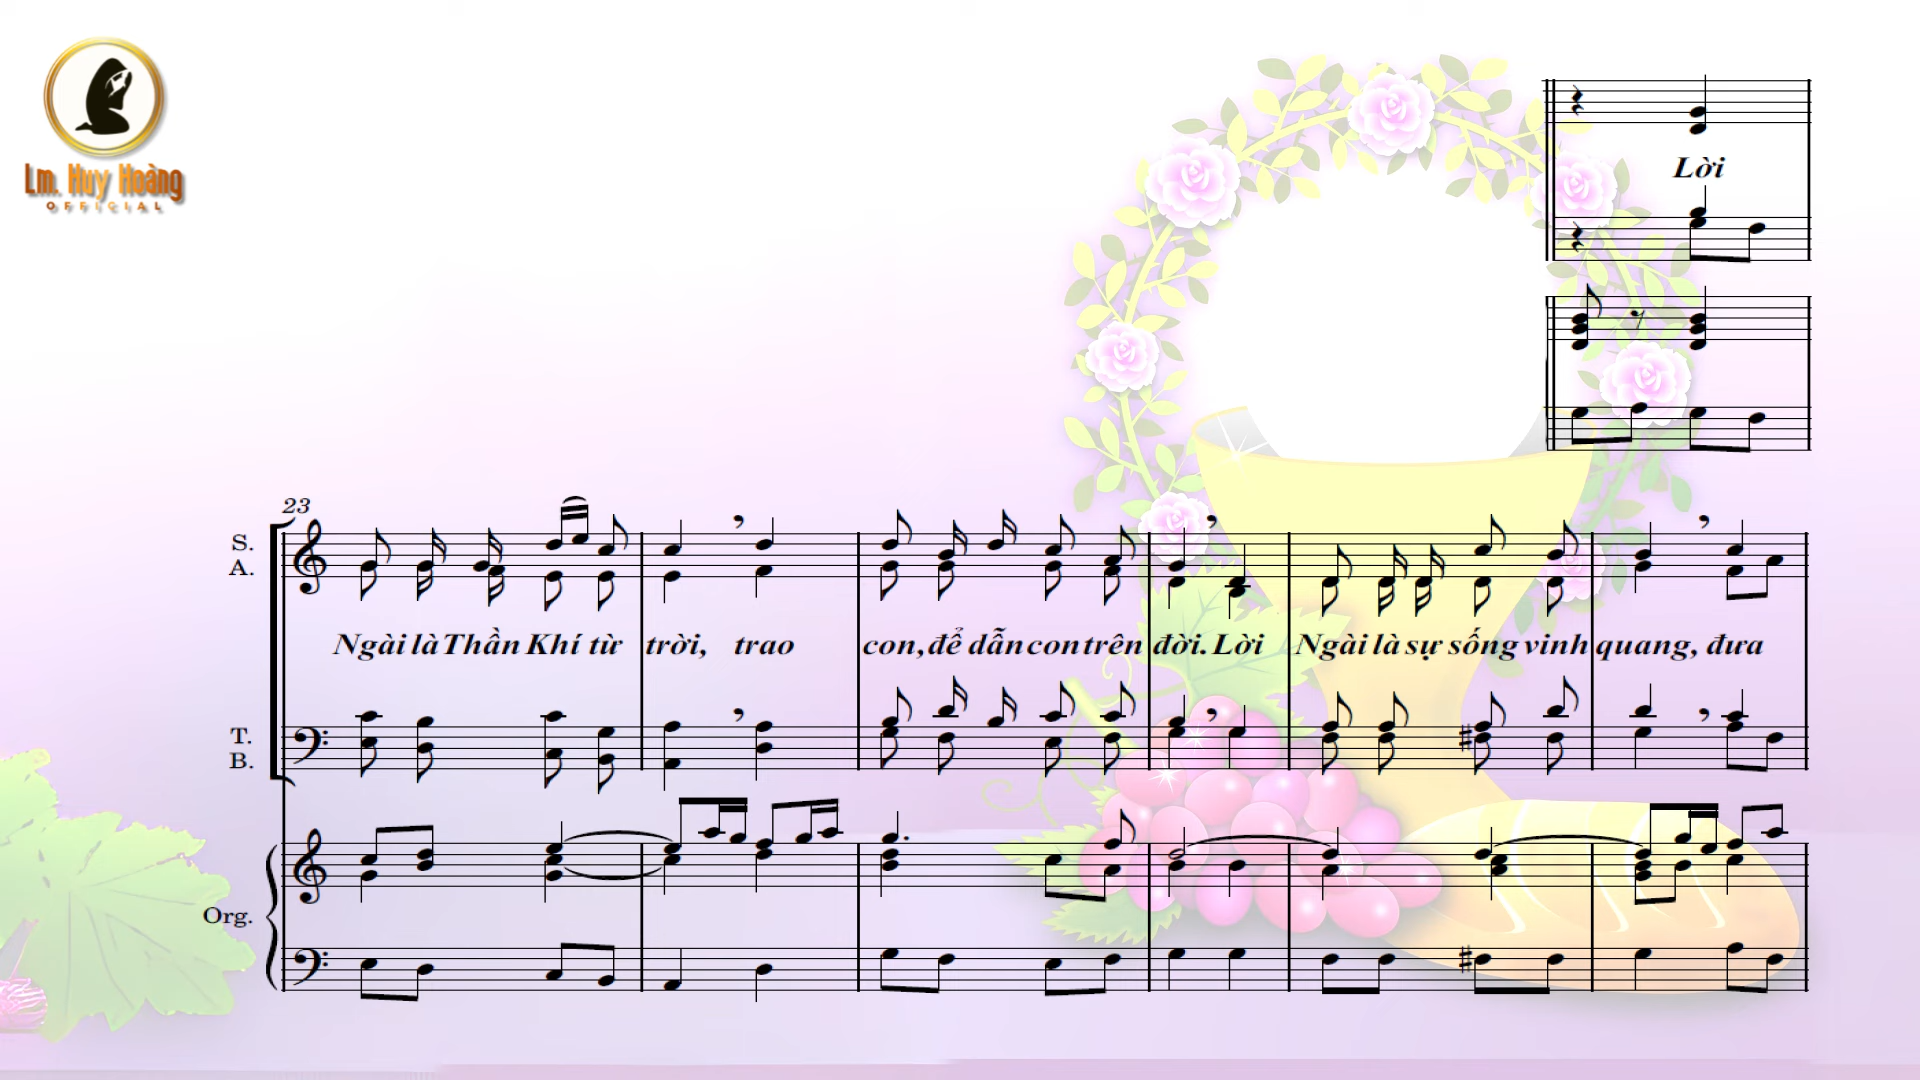 Lm. Huy Hoàng
OFFICIAL
Lời
23
S.
A.
Ngài là Thần Khí từ trời, trao con, để dẫn con trên đời. Lời Ngài là sự sống vinh quang, đưa
T.
B.
Org.